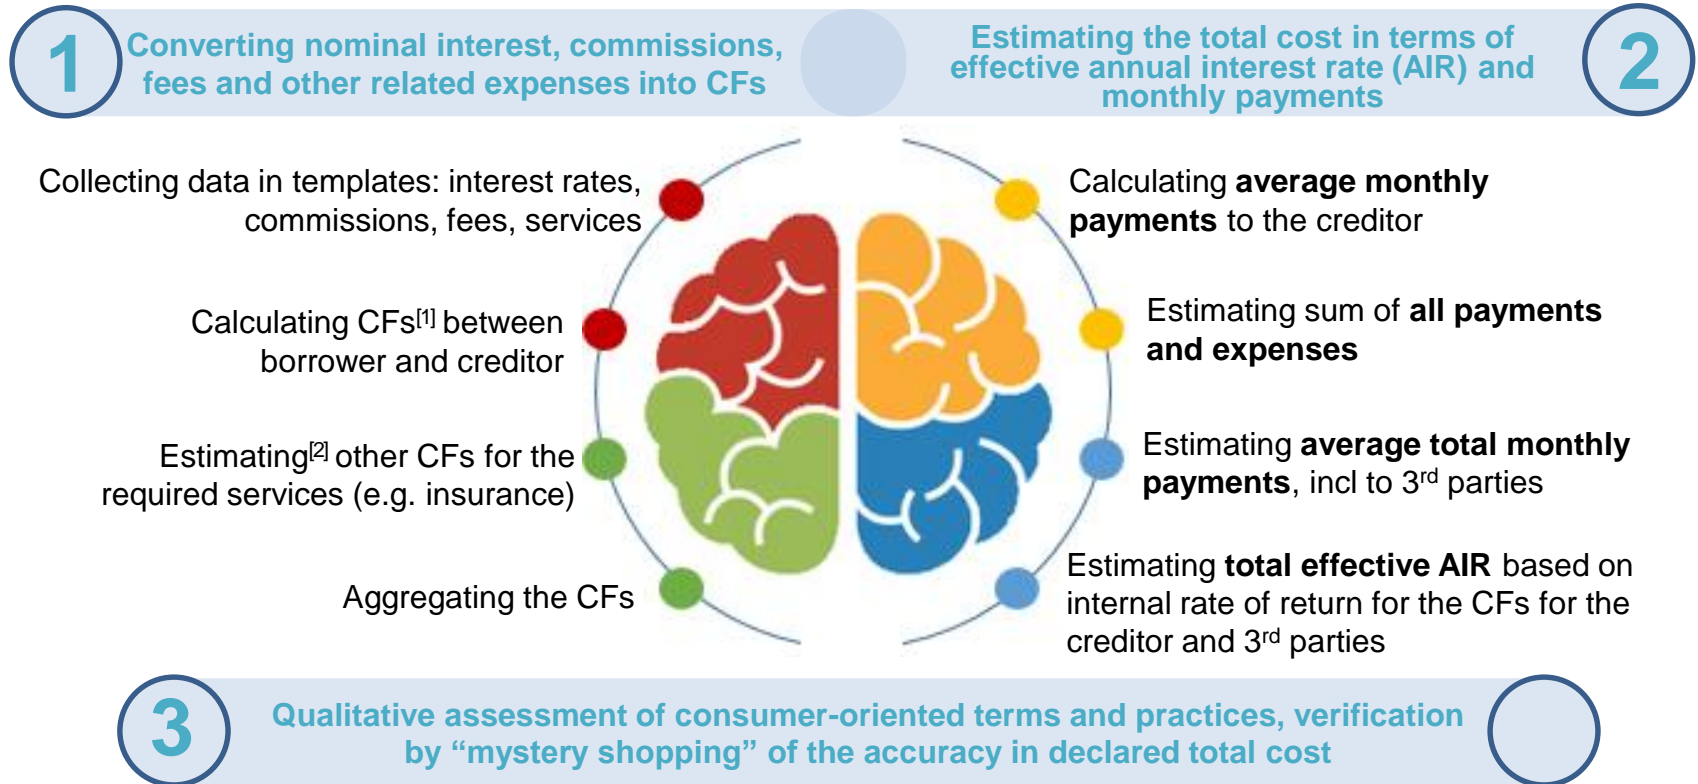 1
Converting nominal interest, commissions,
fees and other related expenses into CFs
Estimating the total cost in terms of
effective annual interest rate (AIR) and
monthly payments
2
Collecting data in templates: interest rates,
commissions, fees, services
Calculating CFs[1] between
borrower and creditor
Estimating[2] other CFs for the
required services (e.g. insurance)
Aggregating the CFs
Calculating average monthly
payments to the creditor
Estimating sum of all payments
and expenses
Estimating average total monthly
payments, incl to 3rd parties
Estimating total effective AIR based on
internal rate of return for the CFs for the
creditor and 3rd parties
3
Qualitative assessment of consumer-oriented terms and practices, verification
by “mystery shopping” of the accuracy in declared total cost